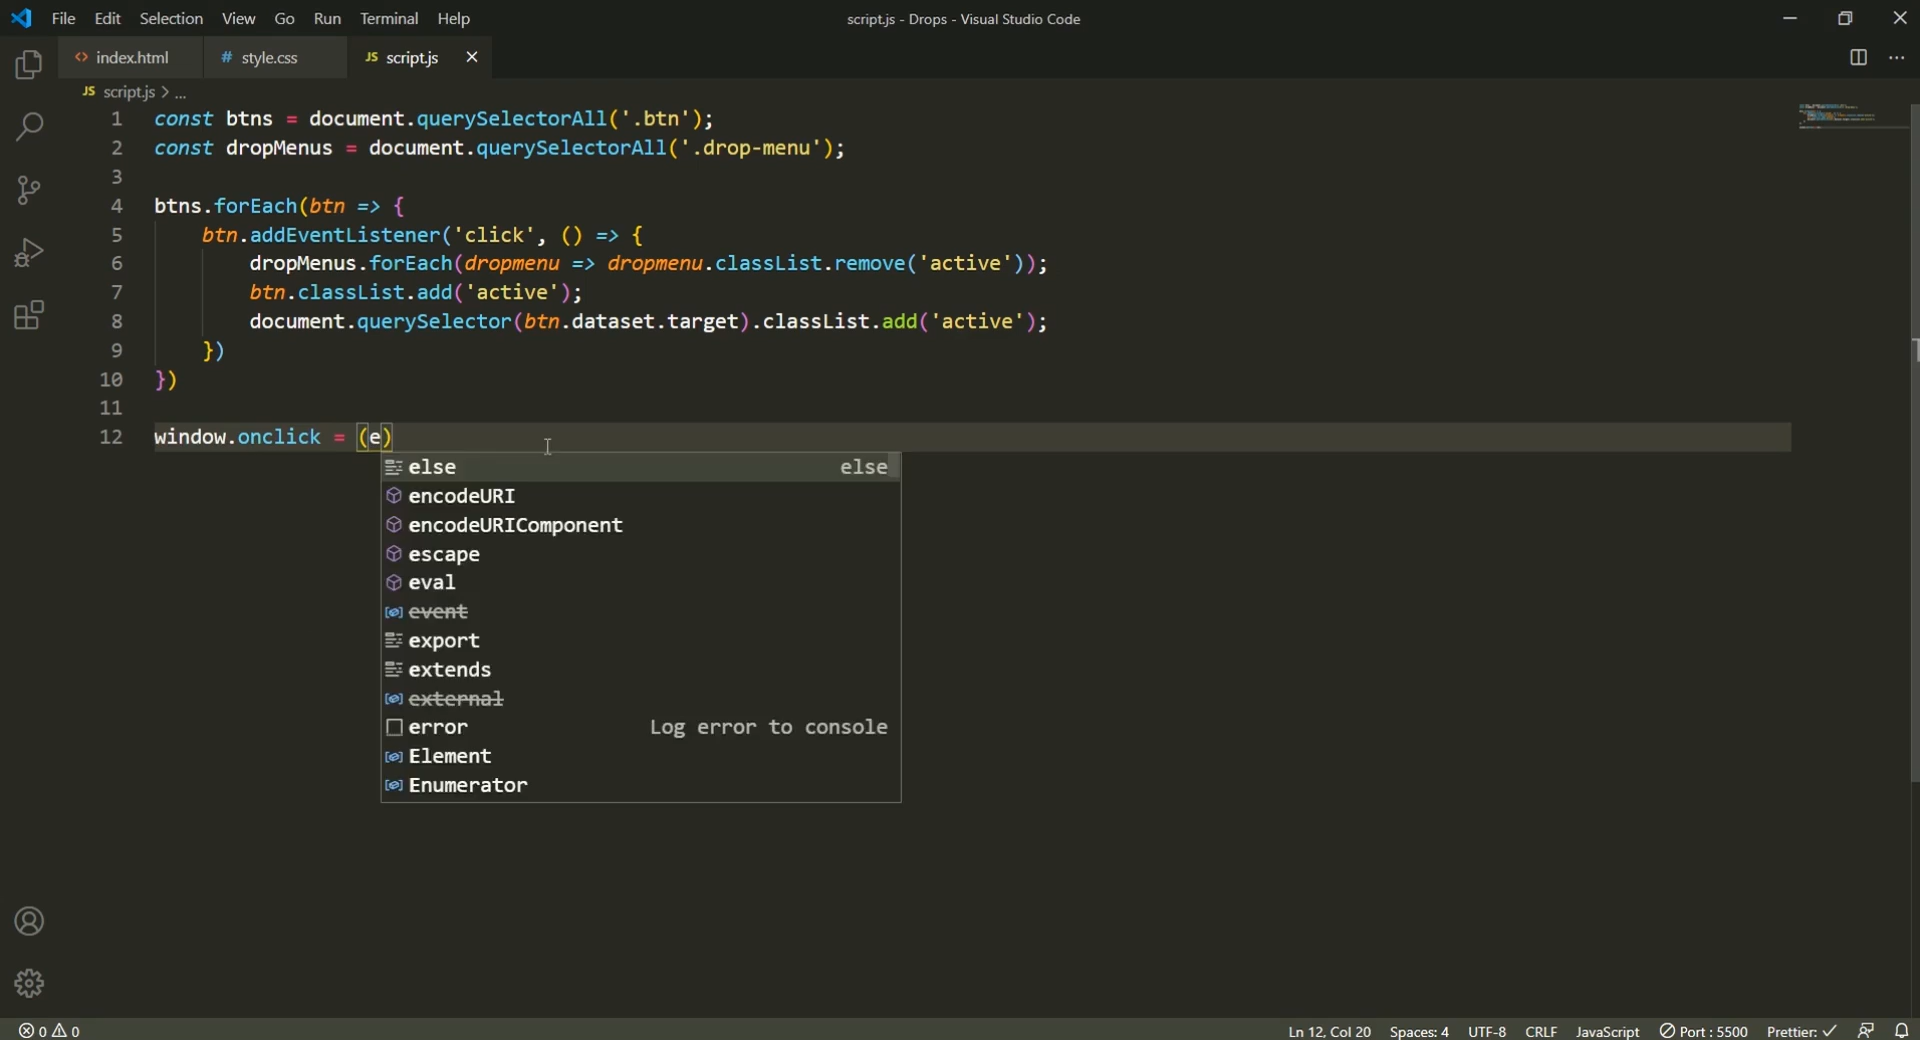 File Edit Selection View Go Run Terminal Help
script.js - Drops - Visual Studio Code
<> index.html
# style.css
JS script.js
JS script.js > ...
1 const btns = document.querySelectorAll('.btn');
2 const dropMenus = document.querySelectorAll('.drop-menu');
3
4 btns.forEach(btn => {
5 btn.addEventListener('click', () => {
6 dropMenus.forEach(dropmenu => dropmenu.classList.remove('active'));
7 btn.classList.add('active');
8 document.querySelector(btn.dataset.target).classList.add('active');
9 })
10 })
11
12 window.onclick = (e)
else else
encodeURI
encodeURIComponent
escape
eval
event
export
extends
external
error Log error to console
Element
Enumerator
0 0 Ln 12, Col 20 Spaces: 4 UTF-8 CRLF JavaScript Port : 5500 Prettier: ✓